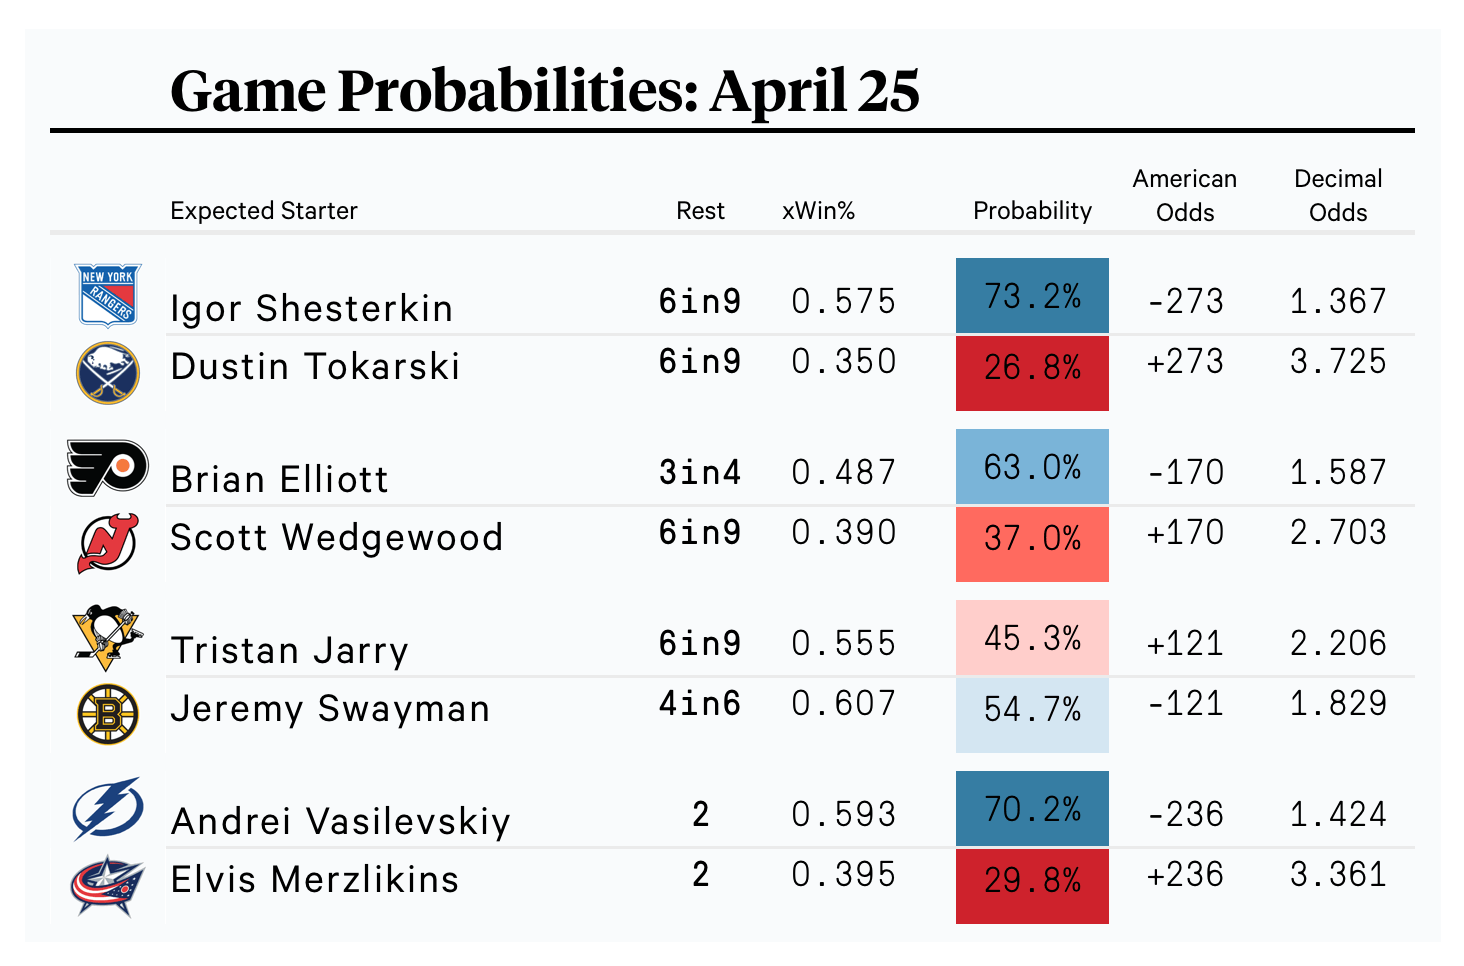 Game Probabilities: April 25
Expected Starter Rest xWin% Probability American Odds Decimal Odds
NEW YORK
RANGERS
Igor Shesterkin 6in9 0.575 73.2% -273 1.367
Dustin Tokarski 6in9 0.350 26.8% +273 3.725
Brian Elliott 3in4 0.487 63.0% -170 1.587
Scott Wedgewood 6in9 0.390 37.0% +170 2.703
Tristan Jarry 6in9 0.555 45.3% +121 2.206
B
Jeremy Swayman 4in6 0.607 54.7% -121 1.829
Andrei Vasilevskiy 2 0.593 70.2% -236 1.424
Elvis Merzlikins 2 0.395 29.8% +236 3.361